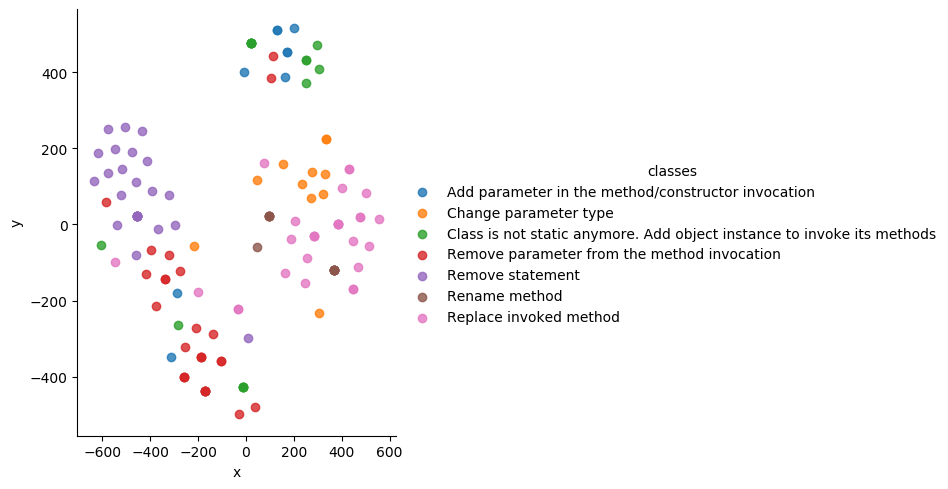 400
200
0
−200
−400
y
−600
−400
−200
0
200
400
600
x
classes
Add parameter in the method/constructor invocation
Change parameter type
Class is not static anymore. Add object instance to invoke its methods
Remove parameter from the method invocation
Remove statement
Rename method
Replace invoked method